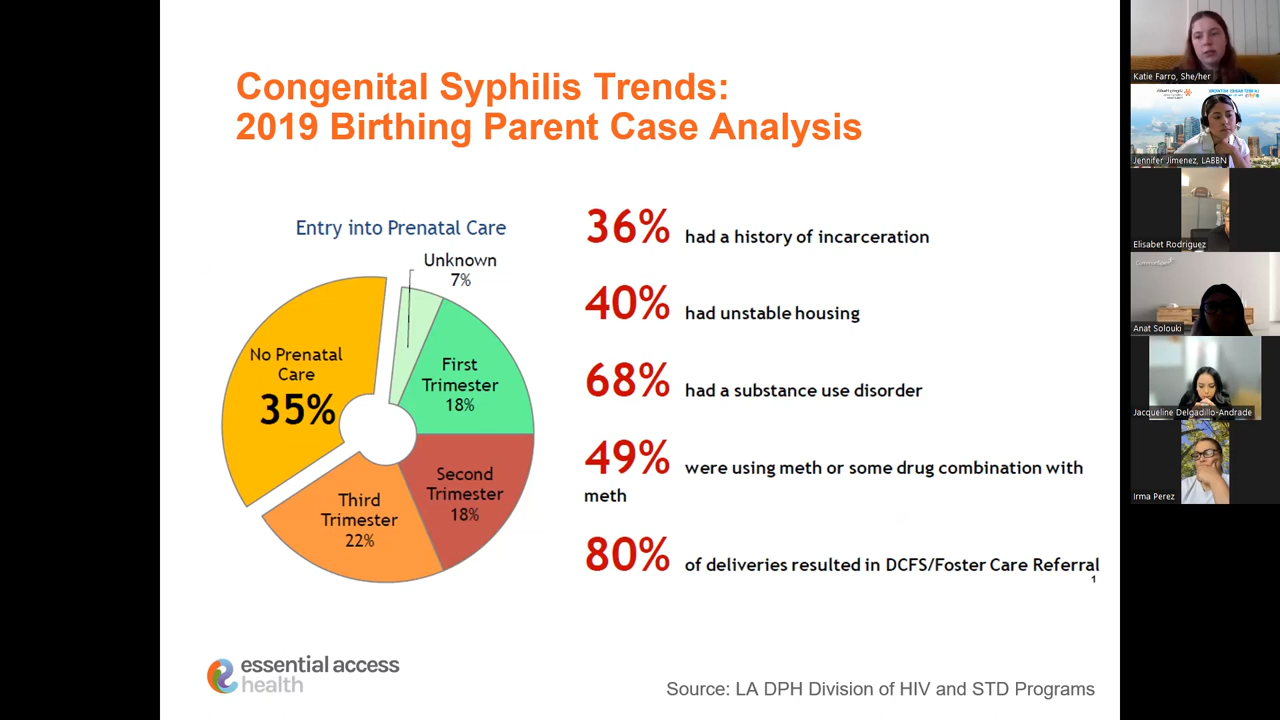 Congenital Syphilis Trends:
2019 Birthing Parent Case Analysis
Entry into Prenatal Care
Unknown
7%
No Prenatal
Care
35%
First
Trimester
18%
Second
Trimester
18%
Third
Trimester
22%
36% had a history of incarceration
40% had unstable housing
68% had a substance use disorder
49% were using meth or some drug combination with
meth
80% of deliveries resulted in DCFS/Foster Care Referral
1
essential access
health
Source: LA DPH Division of HIV and STD Programs
Katie Farro, She/her
Jennifer Jimenez, LABBN
Elisabet Rodriguez
CommonSpirit
Anat Solouki
Jacqueline Delgadillo-Andrade
Irma Perez